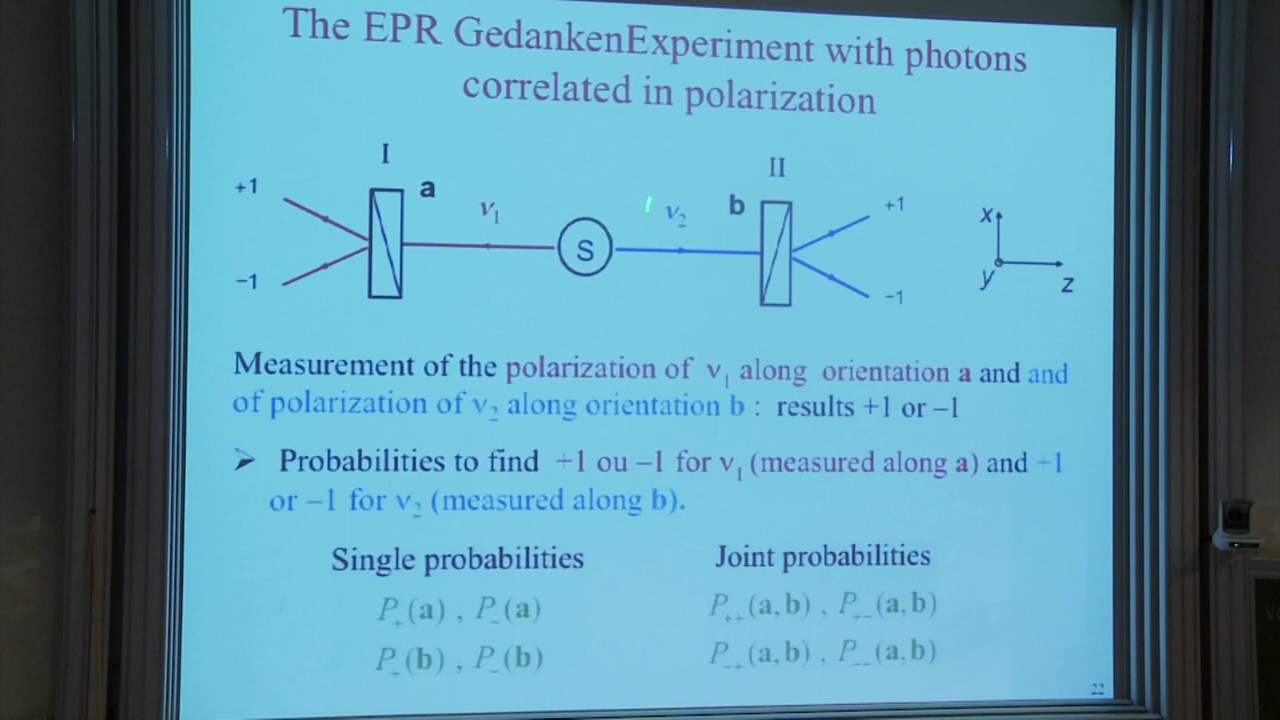 The EPR GedankenExperiment with photons
correlated in polarization
I
II
+1
a
ν₁
ν₂
b
+1
x
S
−1
−1
y
z
Measurement of the polarization of ν₁ along orientation a and and
of polarization of ν₂ along orientation b : results +1 or −1
➤ Probabilities to find +1 ou −1 for ν₁ (measured along a) and +1
or −1 for ν₂ (measured along b).
Single probabilities
Joint probabilities
P₊(a) , P₋(a)
P₊₊(a,b) , P₊₋(a,b)
P₊(b) , P₋(b)
P₋₊(a,b) , P₋₋(a,b)
22